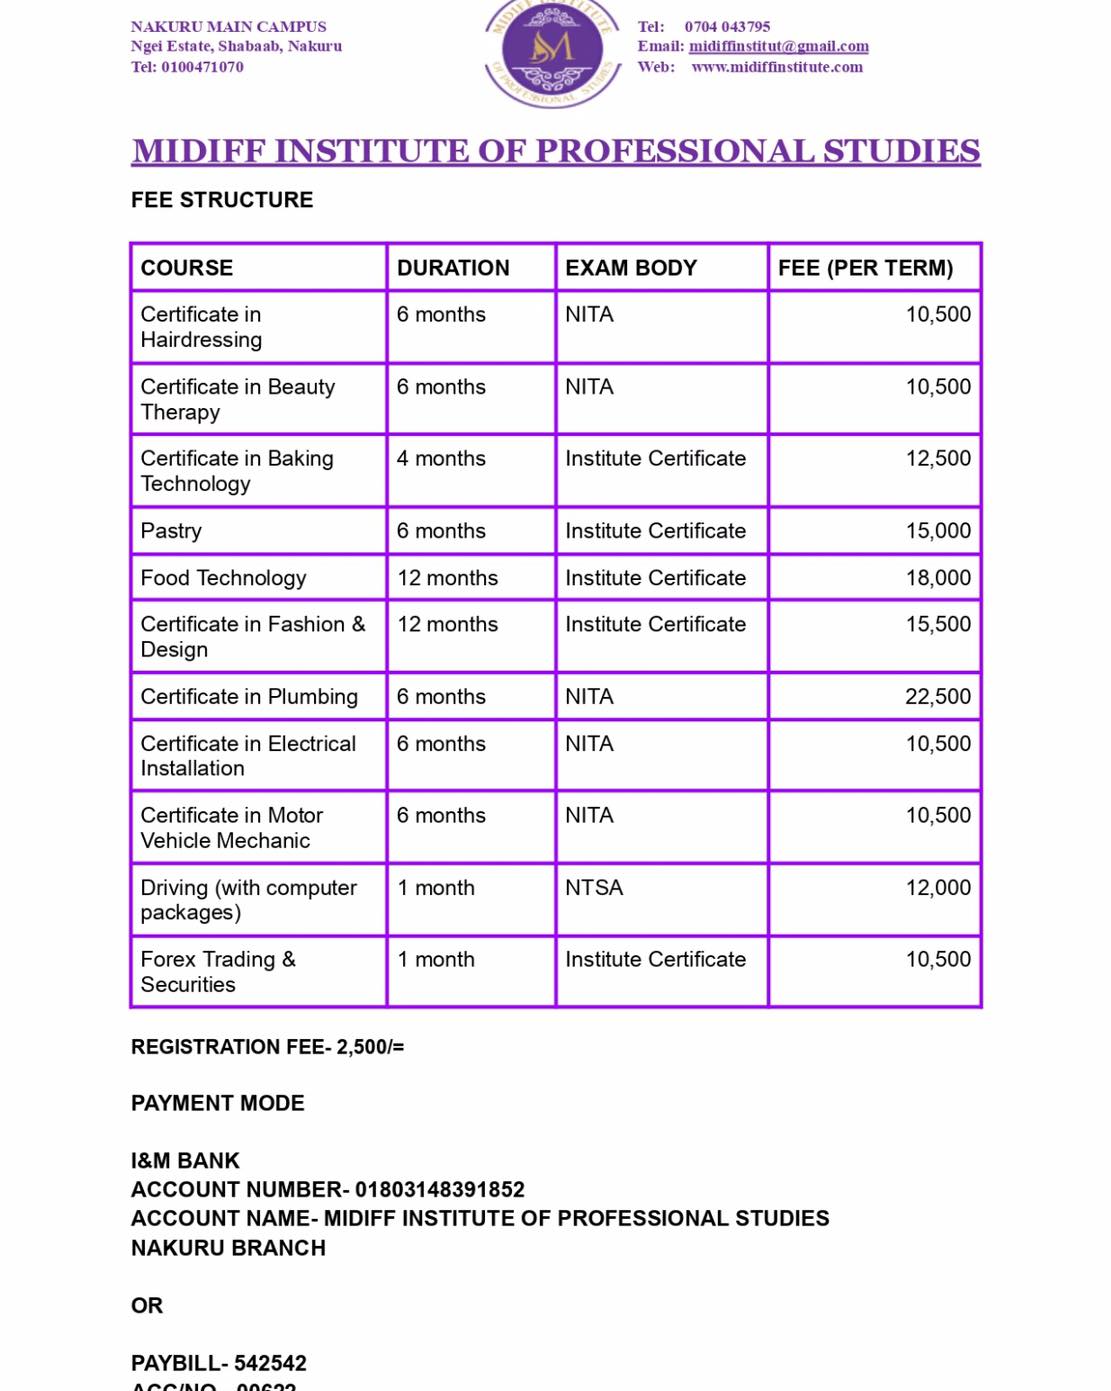 NAKURU MAIN CAMPUS
Ngei Estate, Shabaab, Nakuru
Tel: 0100471070
MIDIFF INSTITUTE
M
OF PROFESSIONAL STUDIES
Tel: 0704 043795
Email: midiffinstitut@gmail.com
Web: www.midiffinstitute.com
MIDIFF INSTITUTE OF PROFESSIONAL STUDIES
FEE STRUCTURE
COURSE DURATION EXAM BODY FEE (PER TERM)
Certificate in 6 months NITA 10,500
Hairdressing
Certificate in Beauty 6 months NITA 10,500
Therapy
Certificate in Baking 4 months Institute Certificate 12,500
Technology
Pastry 6 months Institute Certificate 15,000
Food Technology 12 months Institute Certificate 18,000
Certificate in Fashion & 12 months Institute Certificate 15,500
Design
Certificate in Plumbing 6 months NITA 22,500
Certificate in Electrical 6 months NITA 10,500
Installation
Certificate in Motor 6 months NITA 10,500
Vehicle Mechanic
Driving (with computer 1 month NTSA 12,000
packages)
Forex Trading & 1 month Institute Certificate 10,500
Securities
REGISTRATION FEE- 2,500/=
PAYMENT MODE
I&M BANK
ACCOUNT NUMBER- 01803148391852
ACCOUNT NAME- MIDIFF INSTITUTE OF PROFESSIONAL STUDIES
NAKURU BRANCH
OR
PAYBILL- 542542